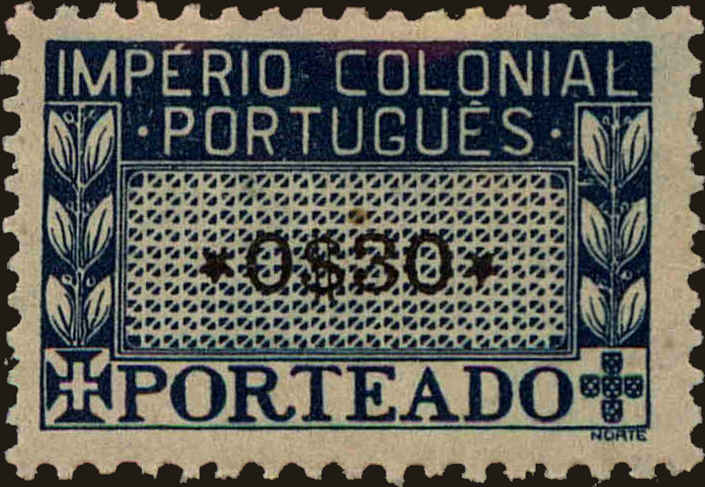 IMPÉRIO COLONIAL
· PORTUGUÊS ·
★0$30★
PORTEADO
NORTE